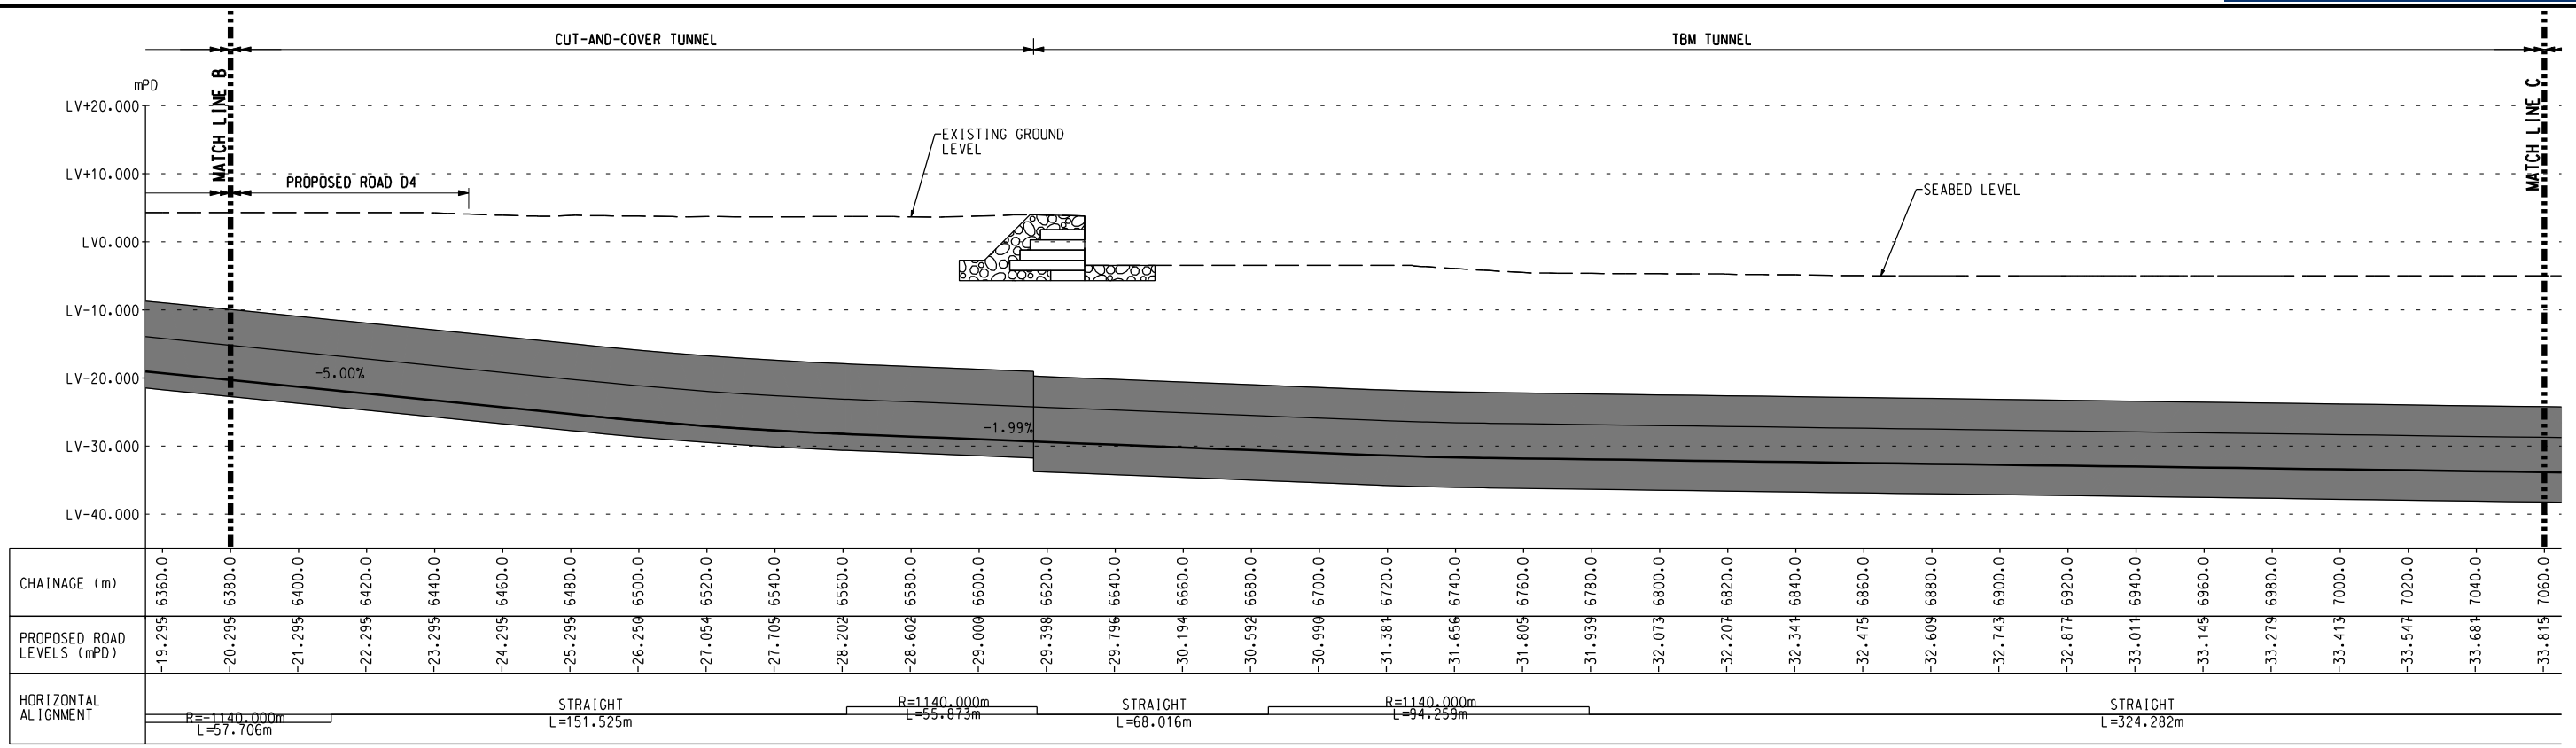 CUT-AND-COVER TUNNEL
TBM TUNNEL
MATCH LINE B
MATCH LINE C
mPD
LV+20.000
LV+10.000
LV0.000
LV-10.000
LV-20.000
LV-30.000
LV-40.000
PROPOSED ROAD D4
EXISTING GROUND
LEVEL
SEABED LEVEL
-5.00%
-1.99%
CHAINAGE (m)
6360.0 6380.0 6400.0 6420.0 6440.0 6460.0 6480.0 6500.0 6520.0 6540.0 6560.0 6580.0 6600.0 6620.0 6640.0 6660.0 6680.0 6700.0 6720.0 6740.0 6760.0 6780.0 6800.0 6820.0 6840.0 6860.0 6880.0 6900.0 6920.0 6940.0 6960.0 6980.0 7000.0 7020.0 7040.0 7060.0
PROPOSED ROAD
LEVELS (mPD)
-19.295 -20.295 -21.295 -22.295 -23.295 -24.295 -25.295 -26.250 -27.054 -27.705 -28.202 -28.602 -29.000 -29.398 -29.796 -30.194 -30.592 -30.990 -31.381 -31.656 -31.805 -31.939 -32.073 -32.207 -32.341 -32.475 -32.609 -32.743 -32.877 -33.011 -33.145 -33.279 -33.413 -33.547 -33.681 -33.815
HORIZONTAL
ALIGNMENT
R=-1140.000m
L=57.706m
STRAIGHT
L=151.525m
R=1140.000m
L=55.873m
STRAIGHT
L=68.016m
R=1140.000m
L=94.259m
STRAIGHT
L=324.282m